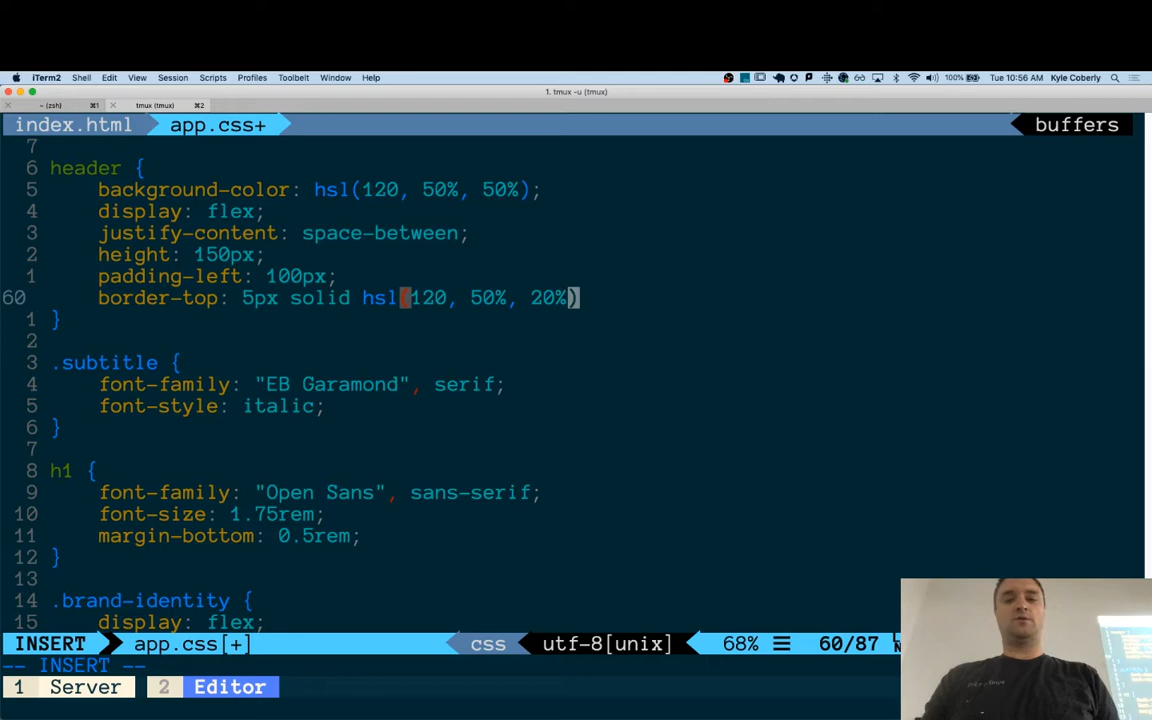 iTerm2 Shell Edit View Session Scripts Profiles Toolbelt Window Help 100% Tue 10:56 AM Kyle Coberly
1. tmux -u (tmux)
~ (zsh) ⌘1 tmux (tmux) ⌘2
index.html app.css+ buffers
7
6 header {
5 background-color: hsl(120, 50%, 50%);
4 display: flex;
3 justify-content: space-between;
2 height: 150px;
1 padding-left: 100px;
60 border-top: 5px solid hsl(120, 50%, 20%)
1 }
2
3 .subtitle {
4 font-family: "EB Garamond", serif;
5 font-style: italic;
6 }
7
8 h1 {
9 font-family: "Open Sans", sans-serif;
10 font-size: 1.75rem;
11 margin-bottom: 0.5rem;
12 }
13
14 .brand-identity {
15 display: flex;
INSERT app.css[+] css utf-8[unix] 68% ☰ 60/87
-- INSERT --
1 Server 2 Editor